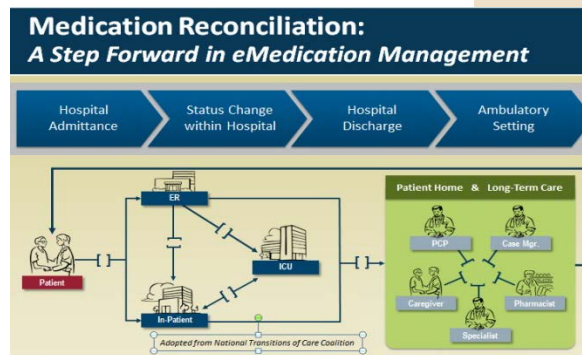 Medication Reconciliation:
A Step Forward in eMedication Management
Hospital
Admittance
Status Change
within Hospital
Hospital
Discharge
Ambulatory
Setting
ER
ICU
Patient
In-Patient
Patient Home & Long-Term Care
PCP
Case Mgr.
Caregiver
Pharmacist
Specialist
Adopted from National Transitions of Care Coalition